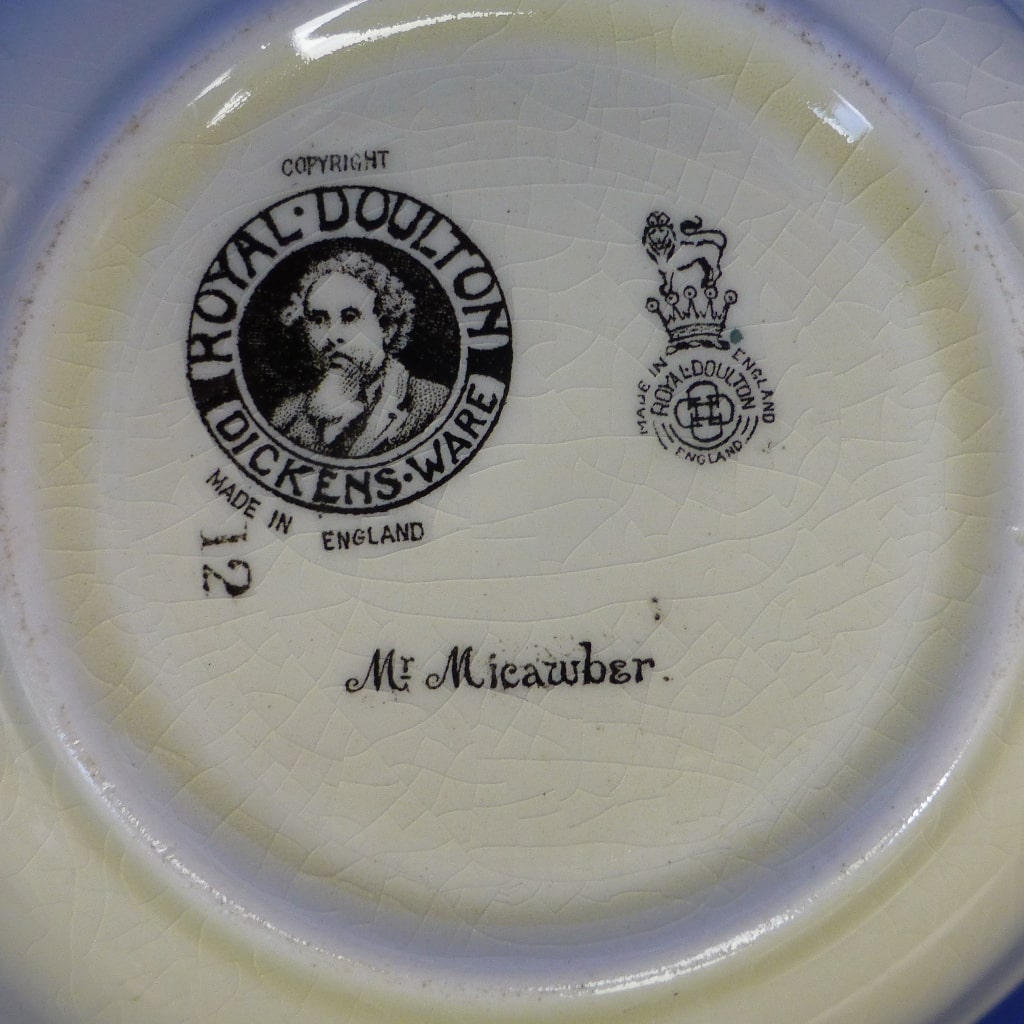 COPYRIGHT
ROYAL·DOULTON
DICKENS·WARE
MADE IN ENGLAND
12
MADE IN ENGLAND
ROYAL·DOULTON
ENGLAND
Mr Micawber.